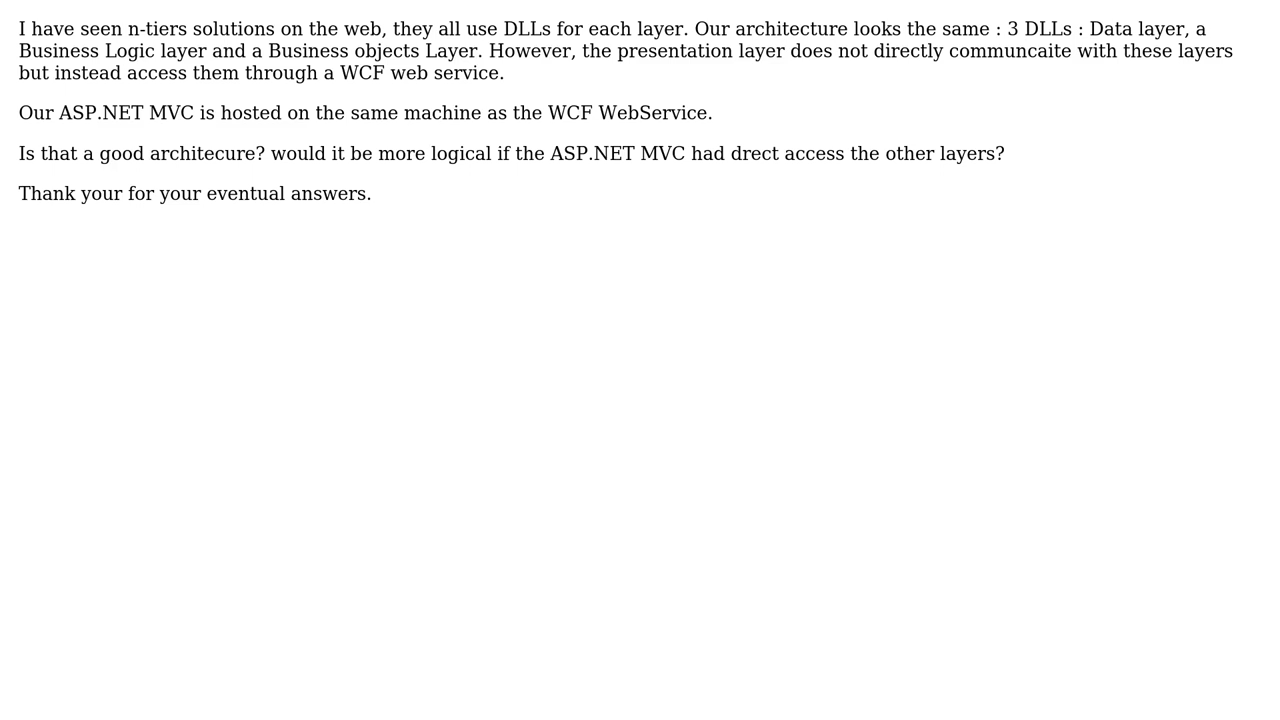 I have seen n-tiers solutions on the web, they all use DLLs for each layer. Our architecture looks the same : 3 DLLs : Data layer, a
Business Logic layer and a Business objects Layer. However, the presentation layer does not directly communcaite with these layers
but instead access them through a WCF web service.
Our ASP.NET MVC is hosted on the same machine as the WCF WebService.
Is that a good architecure? would it be more logical if the ASP.NET MVC had drect access the other layers?
Thank your for your eventual answers.